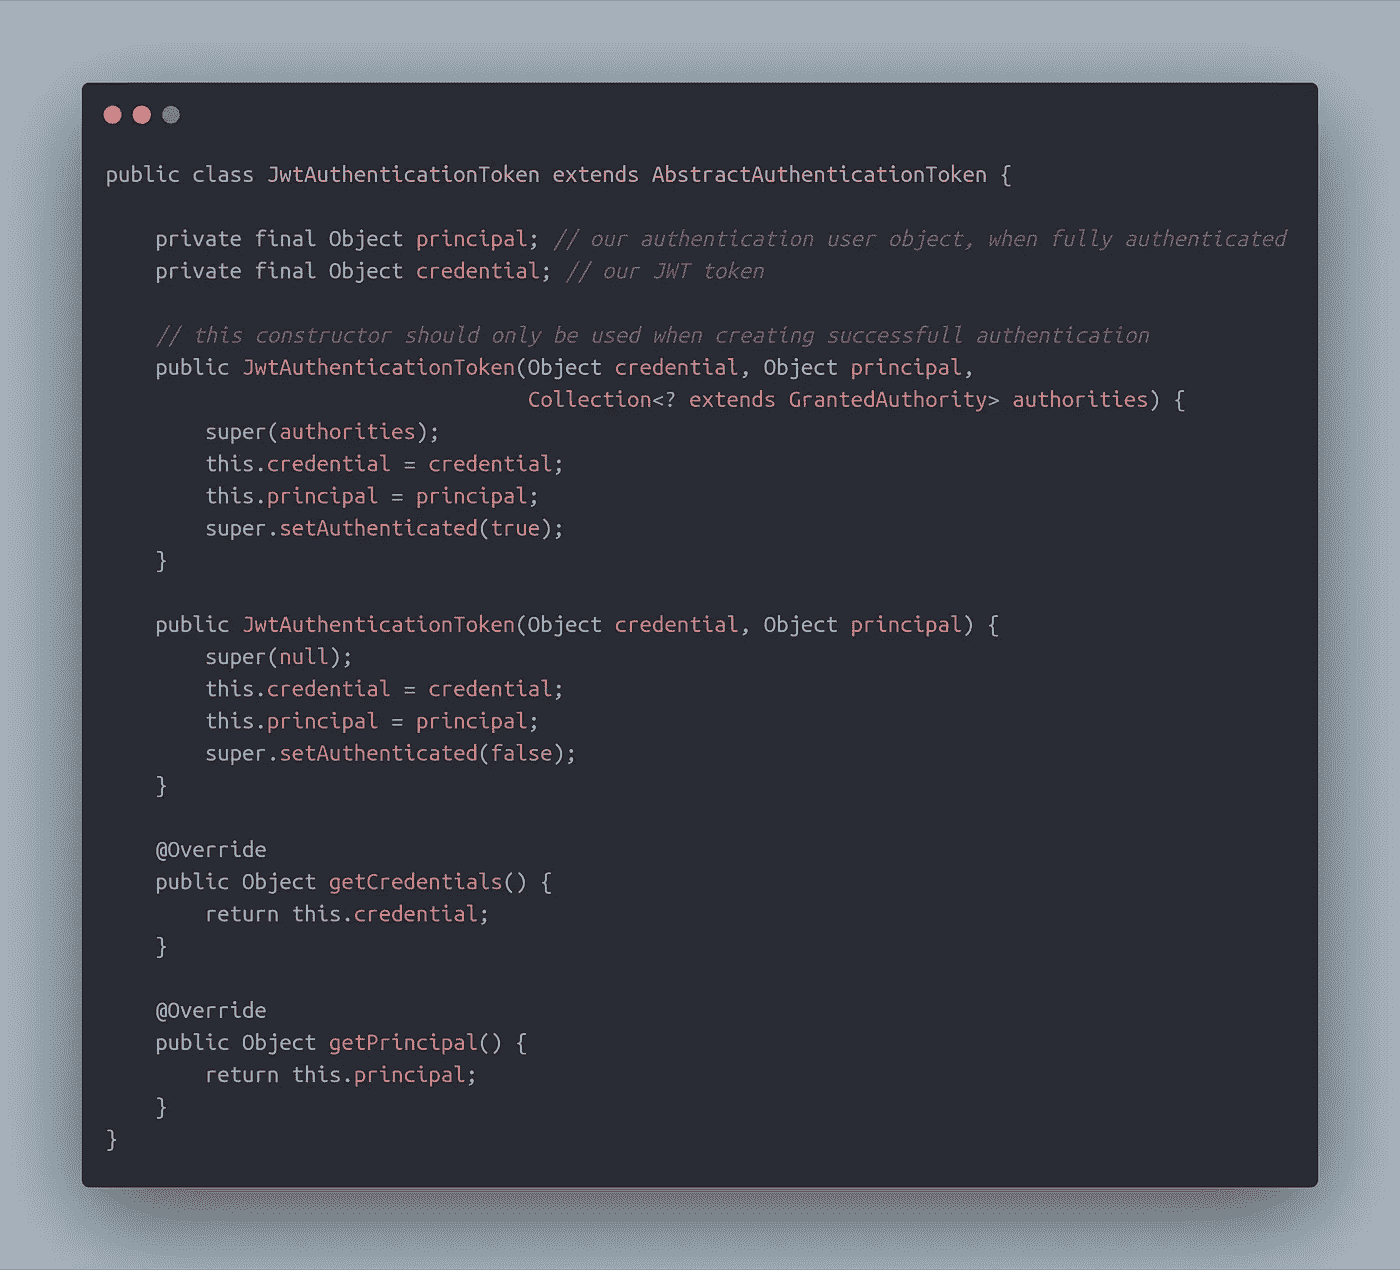 public class JwtAuthenticationToken extends AbstractAuthenticationToken {
private final Object principal; // our authentication user object, when fully authenticated
private final Object credential; // our JWT token
// this constructor should only be used when creating successfull authentication
public JwtAuthenticationToken(Object credential, Object principal,
Collection<? extends GrantedAuthority> authorities) {
super(authorities);
this.credential = credential;
this.principal = principal;
super.setAuthenticated(true);
}
public JwtAuthenticationToken(Object credential, Object principal) {
super(null);
this.credential = credential;
this.principal = principal;
super.setAuthenticated(false);
}
@Override
public Object getCredentials() {
return this.credential;
}
@Override
public Object getPrincipal() {
return this.principal;
}
}